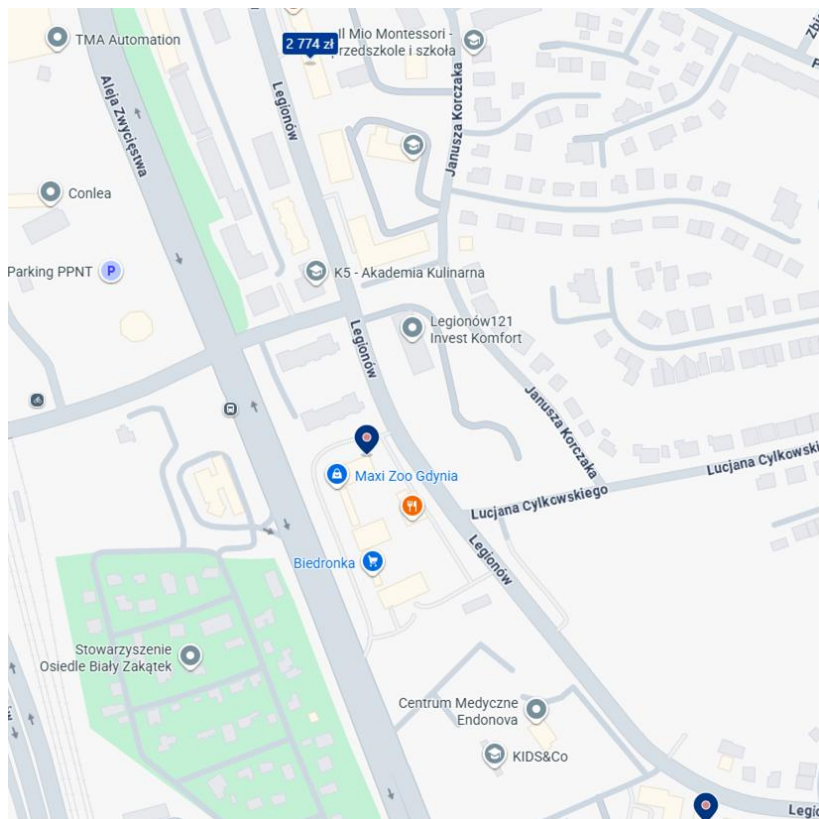 TMA Automation
Il Mio Montessori -
przedszkole i szkoła
2 774 zł
Aleja Zwycięstwa
Legionów
Janusza Korczaka
Conlea
Parking PPNT
P
K5 - Akademia Kulinarna
Legionów121
Invest Komfort
Legionów
Janusza Korczaka
Maxi Zoo Gdynia
Lucjana Cylkowski
Lucjana Cylkowskiego
Biedronka
Legionów
Stowarzyszenie
Osiedle Biały Zakątek
Centrum Medyczne
Endonova
KIDS&Co
Legio